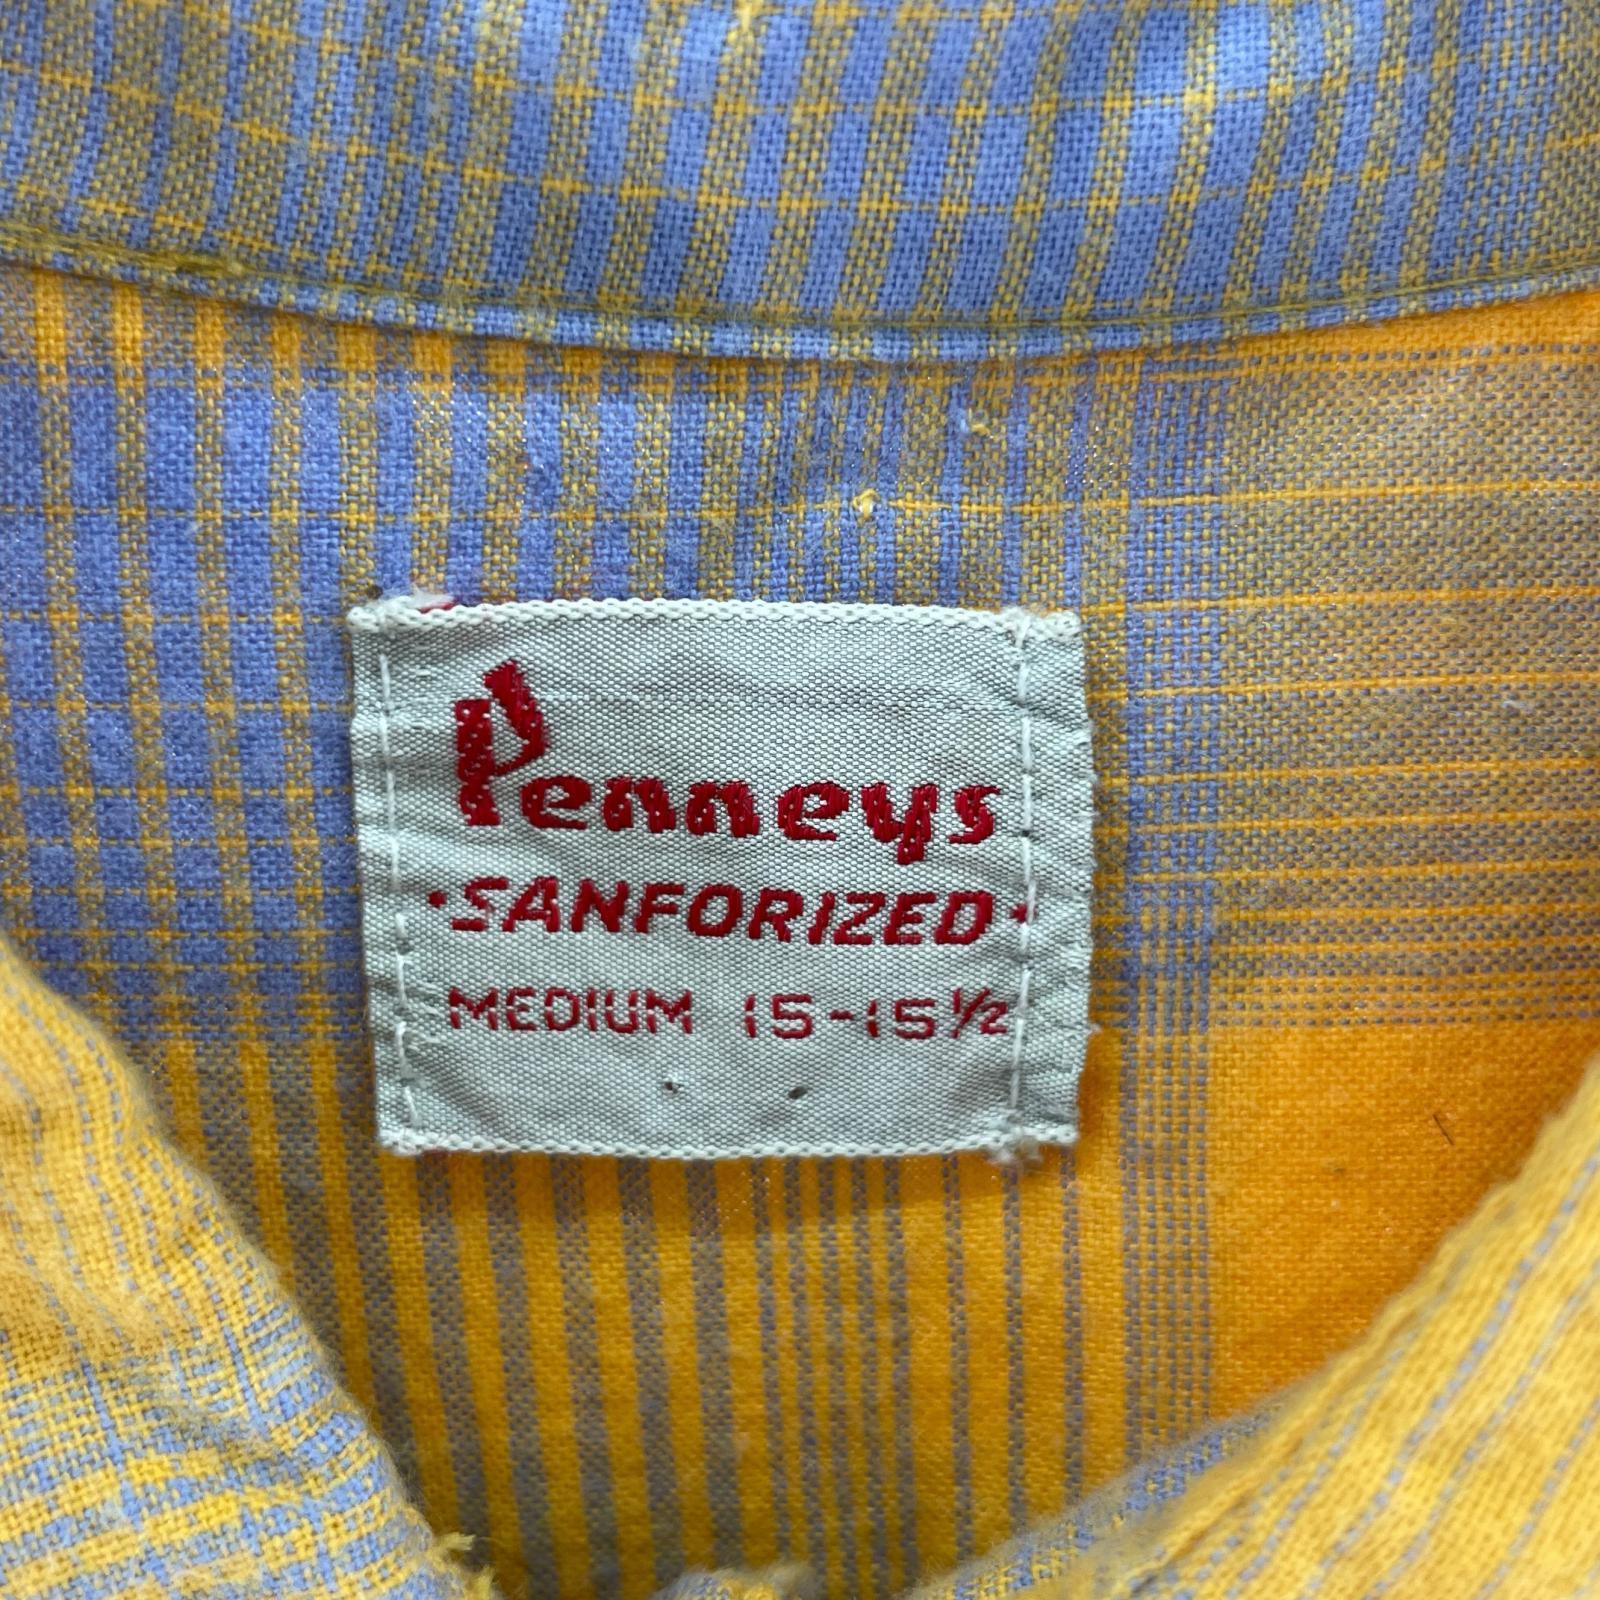 Penneys
·SANFORIZED·
MEDIUM 15-15½